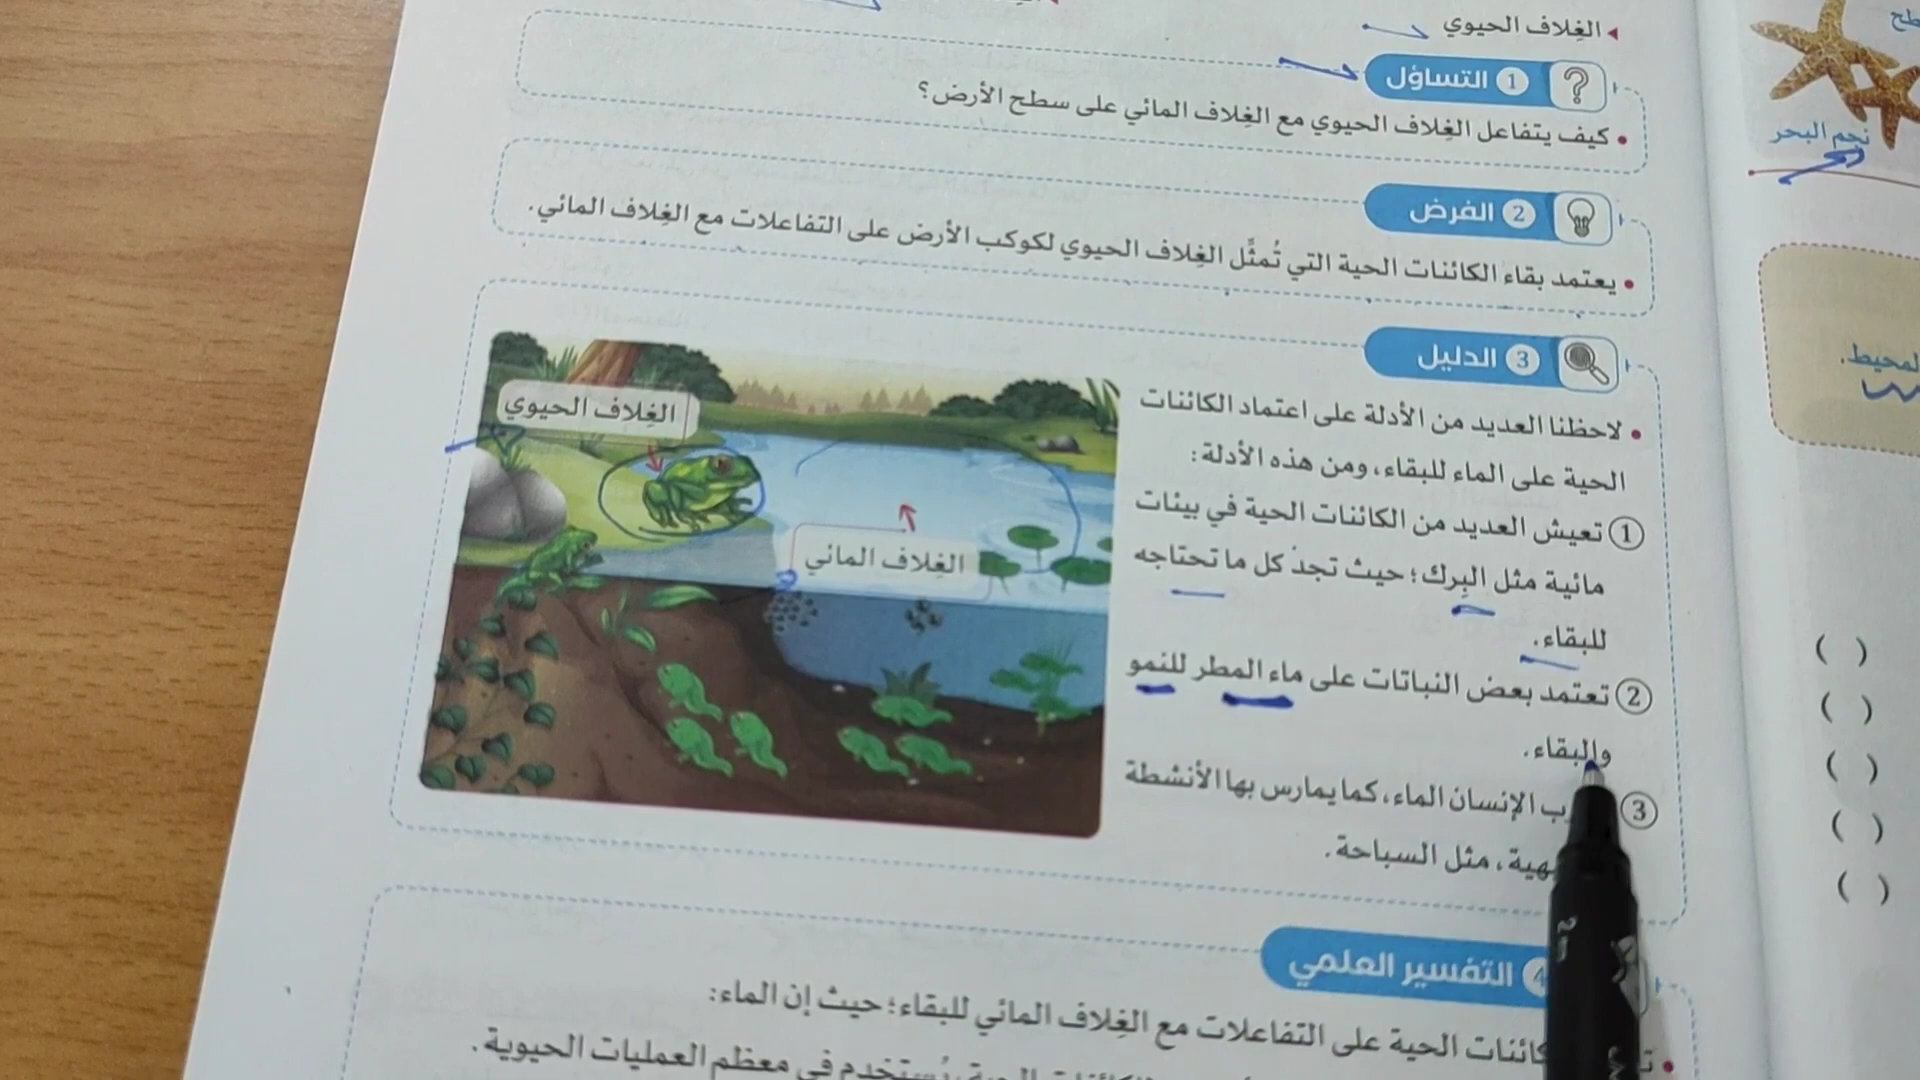 الغِلاف الحيوي
1 التساؤل
كيف يتفاعل الغِلاف الحيوي مع الغِلاف المائي على سطح الأرض؟
2 الفرض
يعتمد بقاء الكائنات الحية التي تُمثِّل الغِلاف الحيوي لكوكب الأرض على التفاعلات مع الغِلاف المائي.
3 الدليل
لاحظنا العديد من الأدلة على اعتماد الكائنات
الحية على الماء للبقاء، ومن هذه الأدلة:
1 تعيش العديد من الكائنات الحية في بيئات
مائية مثل البِرك؛ حيث تجد كل ما تحتاجه
للبقاء.
2 تعتمد بعض النباتات على ماء المطر للنمو
والبقاء.
3 الإنسان الماء، كما يمارس بها الأنشطة
مثل السباحة.
الغِلاف الحيوي
الغِلاف المائي
4 التفسير العلمي
الحية على التفاعلات مع الغِلاف المائي للبقاء؛ حيث إن الماء:
يُستخدم في معظم العمليات الحيوية.
نجم البحر
المحيط.
( )
( )
( )
( )
( )